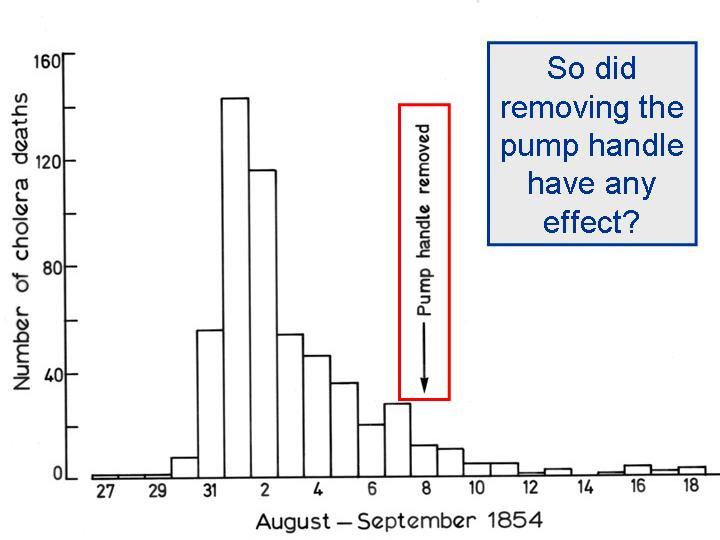 So did
removing the
pump handle
have any
effect?
Number of cholera deaths
160
120
80
40
0
Pump handle removed
27 29 31 2 4 6 8 10 12 14 16 18
August – September 1854